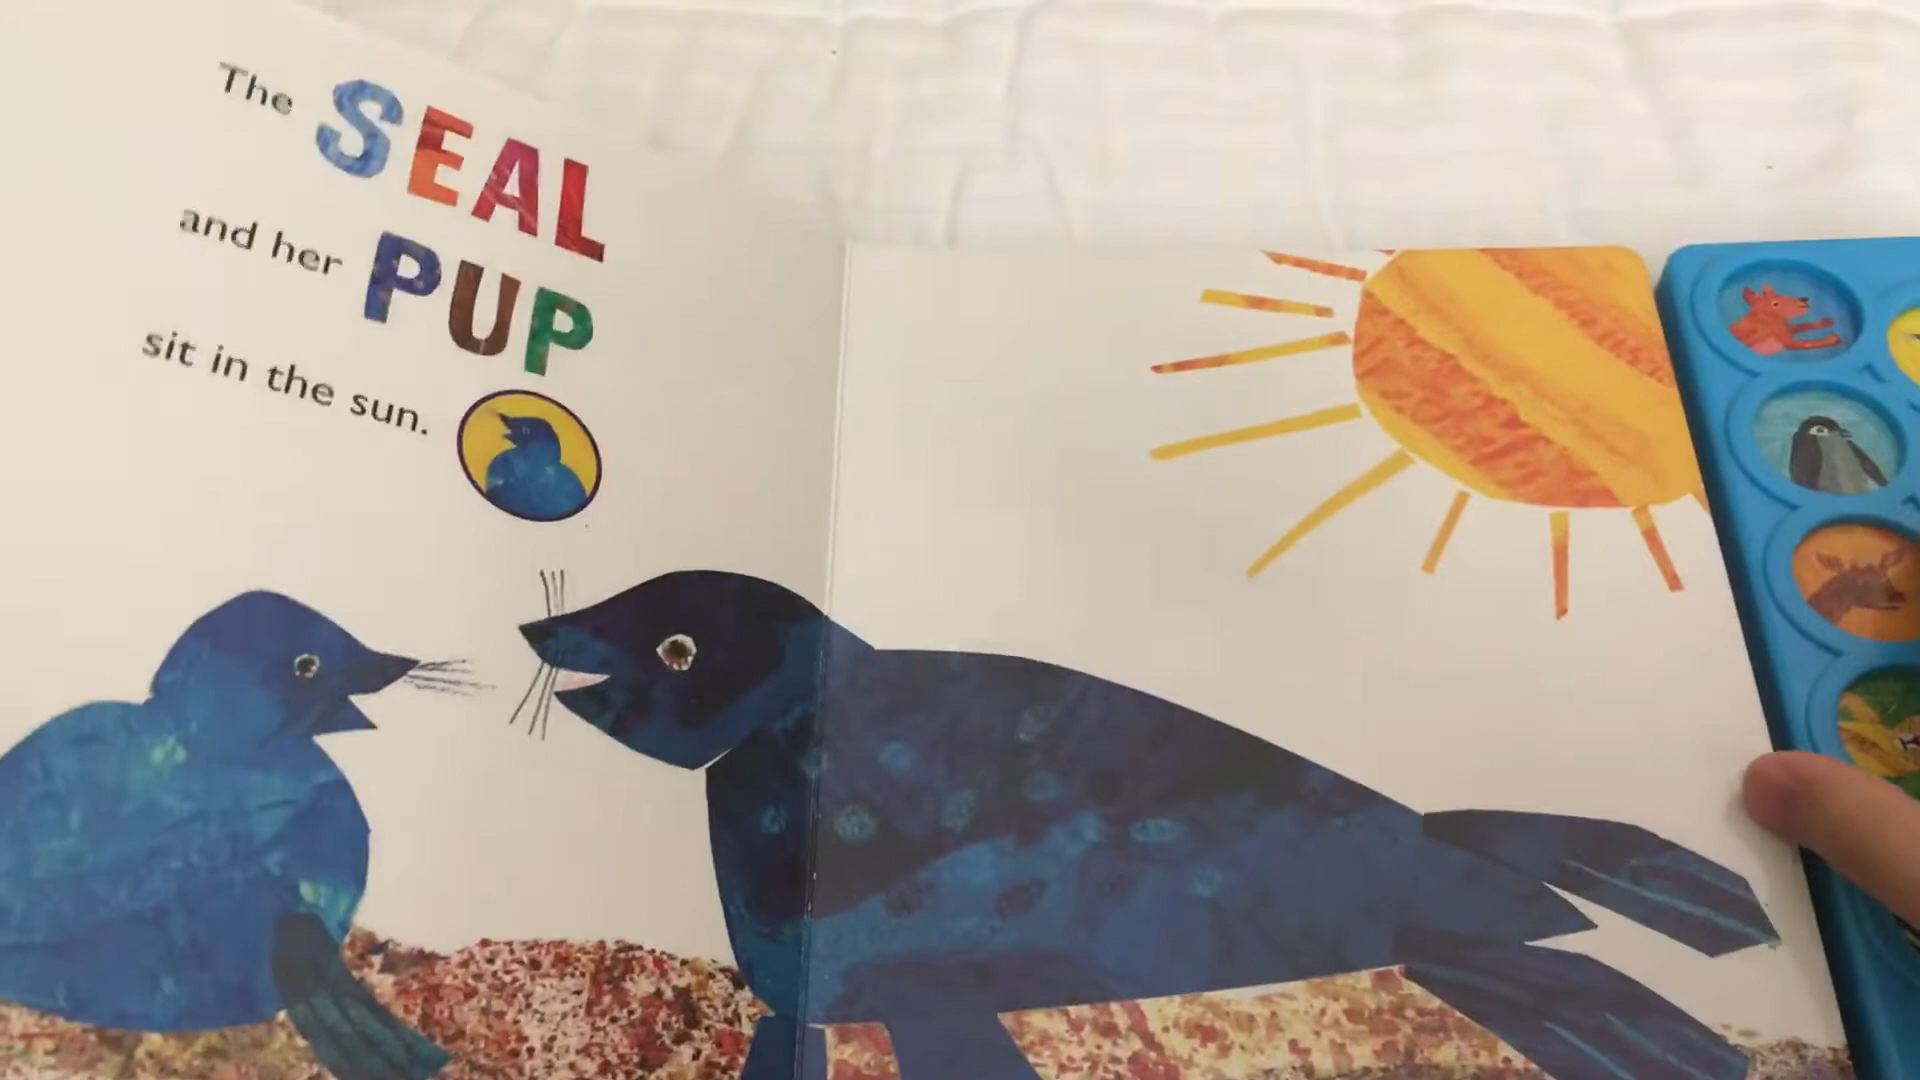 The SEAL
and her PUP
sit in the sun.